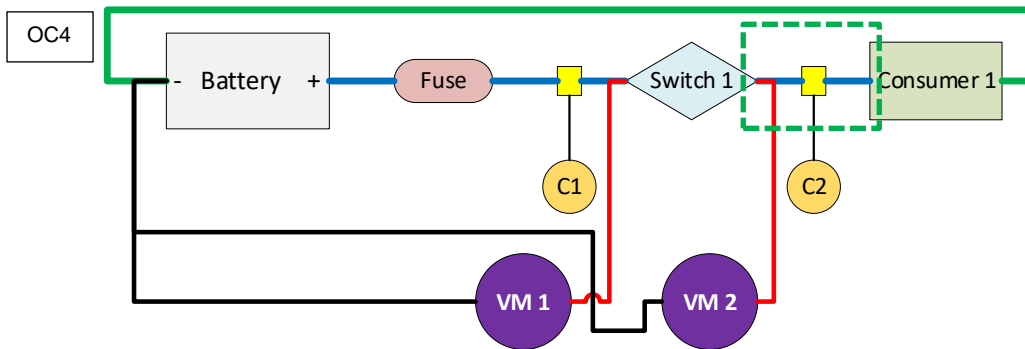 OC4
- Battery +
Fuse
Switch 1
Consumer 1
C1
C2
VM 1
VM 2